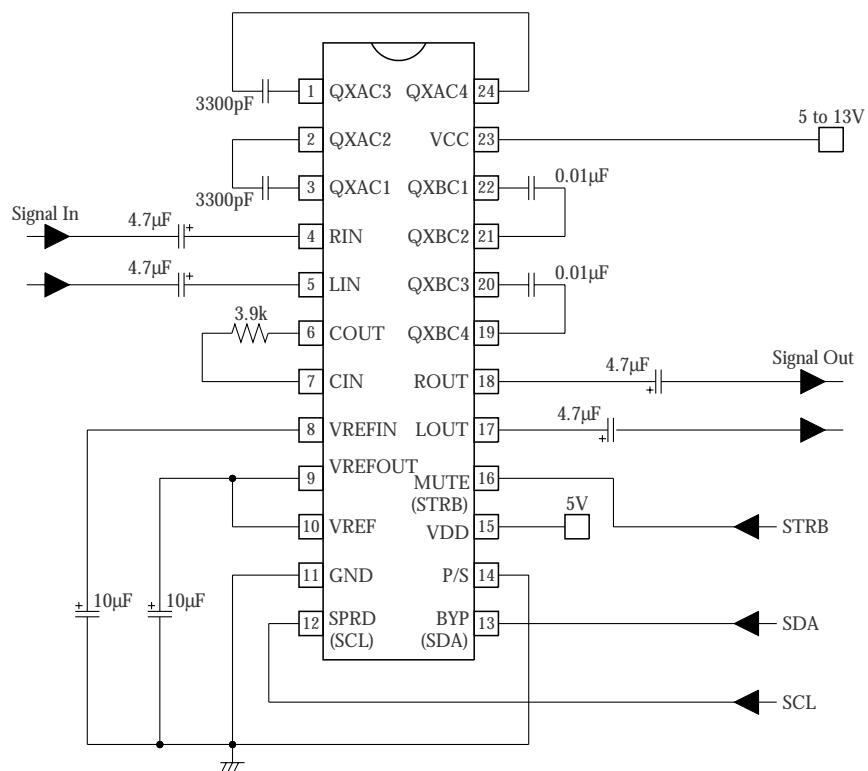 3300pF
1
QXAC3
QXAC4
24
5 to 13V
2
QXAC2
VCC
23
3300pF
3
QXAC1
QXBC1
22
0.01µF
Signal In
4.7µF
+
4
RIN
QXBC2
21
4.7µF
+
5
LIN
QXBC3
20
0.01µF
3.9k
6
COUT
QXBC4
19
7
CIN
ROUT
18
4.7µF
+
Signal Out
8
VREFIN
LOUT
17
4.7µF
+
9
VREFOUT
MUTE
(STRB)
16
10
VREF
VDD
15
5V
STRB
11
GND
P/S
14
+
10µF
+
10µF
12
SPRD
(SCL)
BYP
(SDA)
13
SDA
SCL